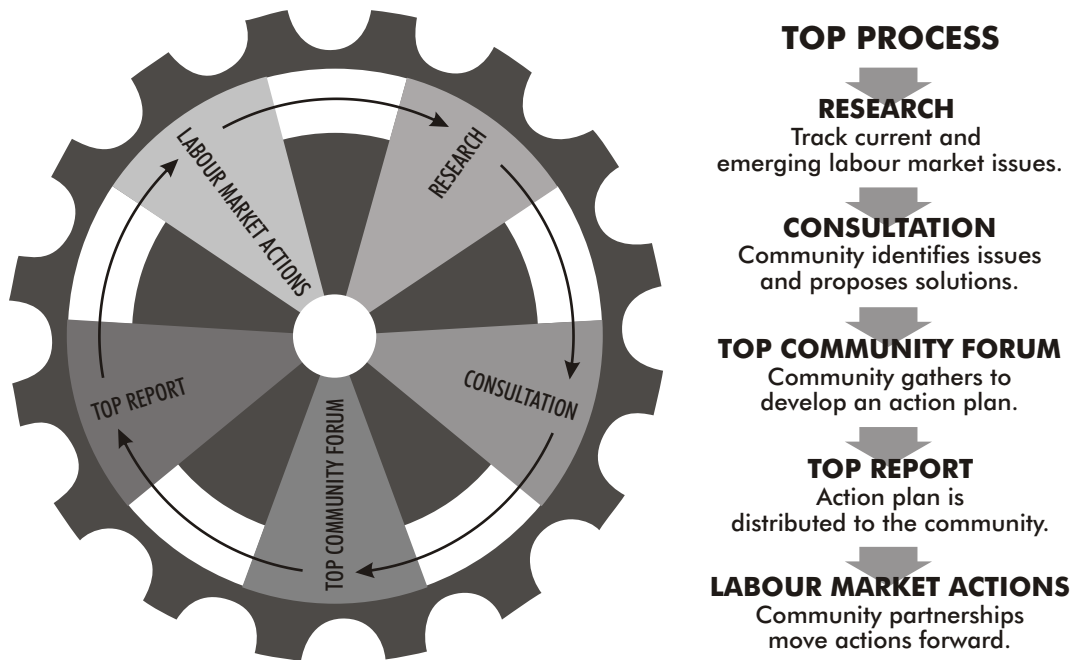 LABOUR MARKET ACTIONS
RESEARCH
CONSULTATION
TOP COMMUNITY FORUM
TOP REPORT
TOP PROCESS
RESEARCH
Track current and
emerging labour market issues.
CONSULTATION
Community identifies issues
and proposes solutions.
TOP COMMUNITY FORUM
Community gathers to
develop an action plan.
TOP REPORT
Action plan is
distributed to the community.
LABOUR MARKET ACTIONS
Community partnerships
move actions forward.